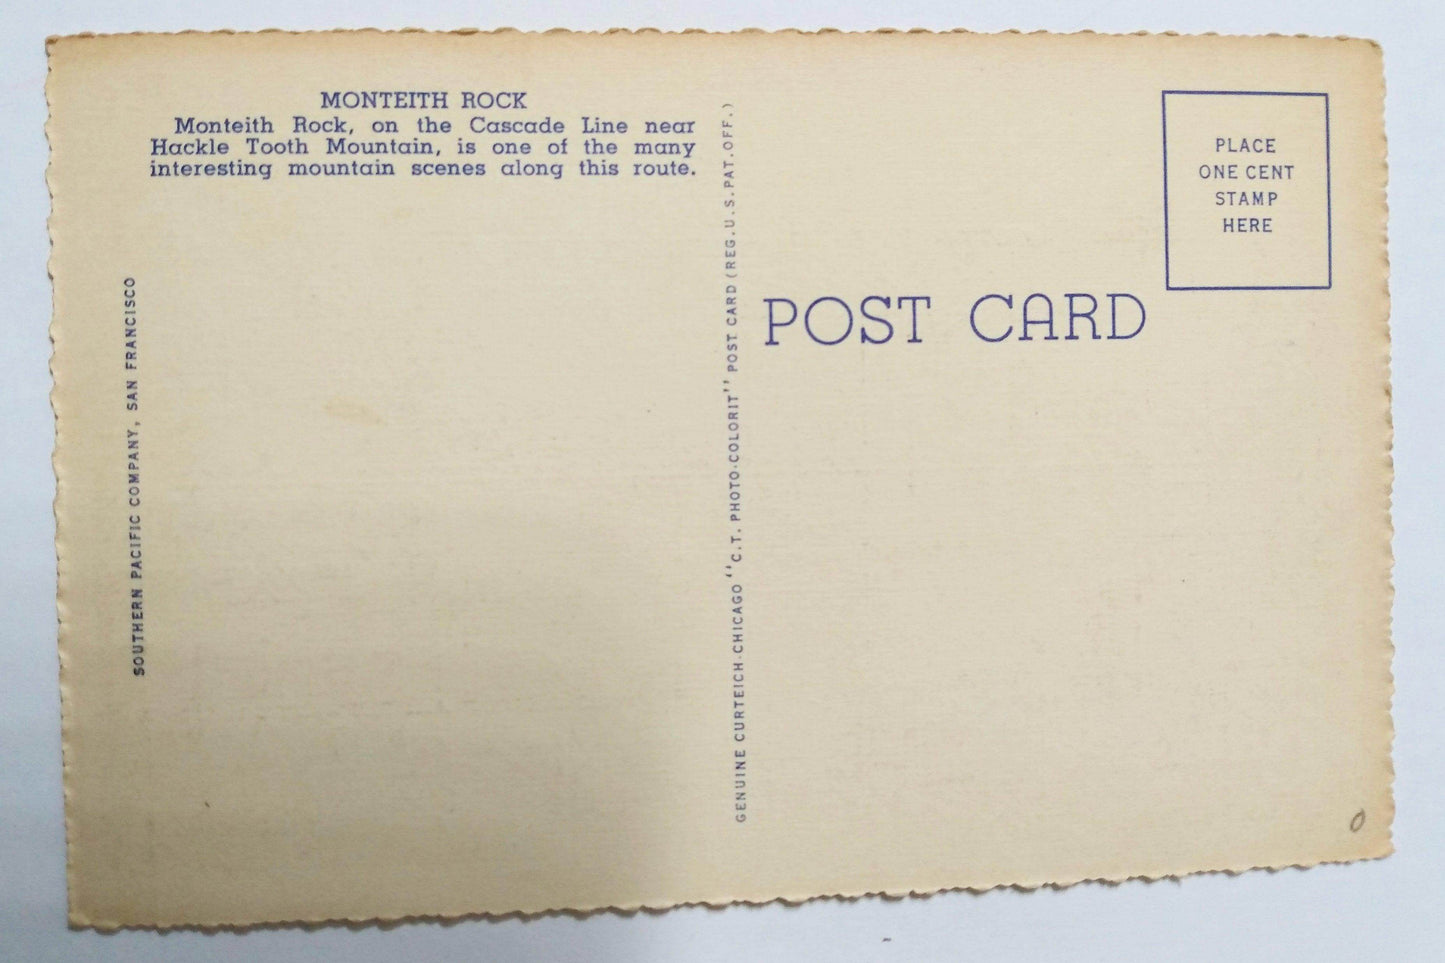 MONTEITH ROCK
Monteith Rock, on the Cascade Line near
Hackle Tooth Mountain, is one of the many
interesting mountain scenes along this route.
SOUTHERN PACIFIC COMPANY, SAN FRANCISCO
GENUINE CURTEICH-CHICAGO "C.T. PHOTO-COLORIT" POST CARD (REG. U.S. PAT. OFF.)
POST CARD
PLACE
ONE CENT
STAMP
HERE
0